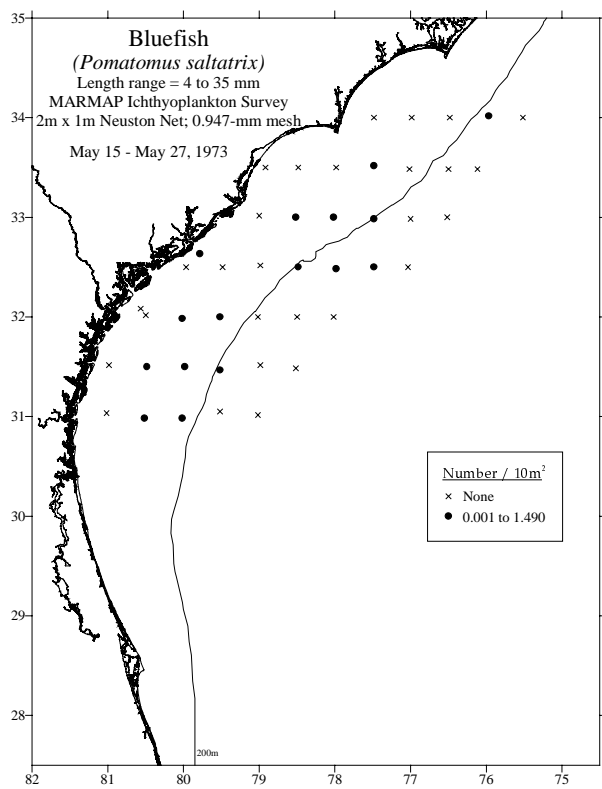 Bluefish
(Pomatomus saltatrix)
Length range = 4 to 35 mm
MARMAP Ichthyoplankton Survey
2m x 1m Neuston Net; 0.947-mm mesh
May 15 - May 27, 1973
35
34
33
32
31
30
29
28
Number / 10m²
× None
● 0.001 to 1.490
200m
82 81 80 79 78 77 76 75